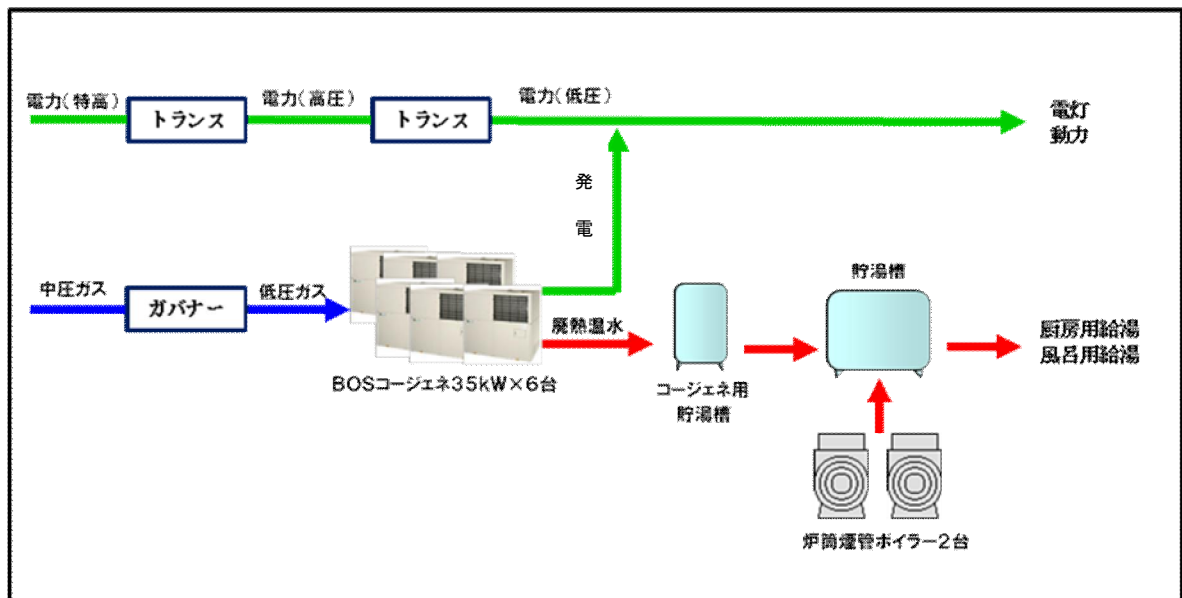 電力(特高)
トランス
電力(高圧)
トランス
電力(低圧)
電灯
動力
発
電
中圧ガス
ガバナー
低圧ガス
廃熱温水
BOSコージェネ35kW×6台
コージェネ用
貯湯槽
貯湯槽
厨房用給湯
風呂用給湯
炉筒煙管ボイラー2台